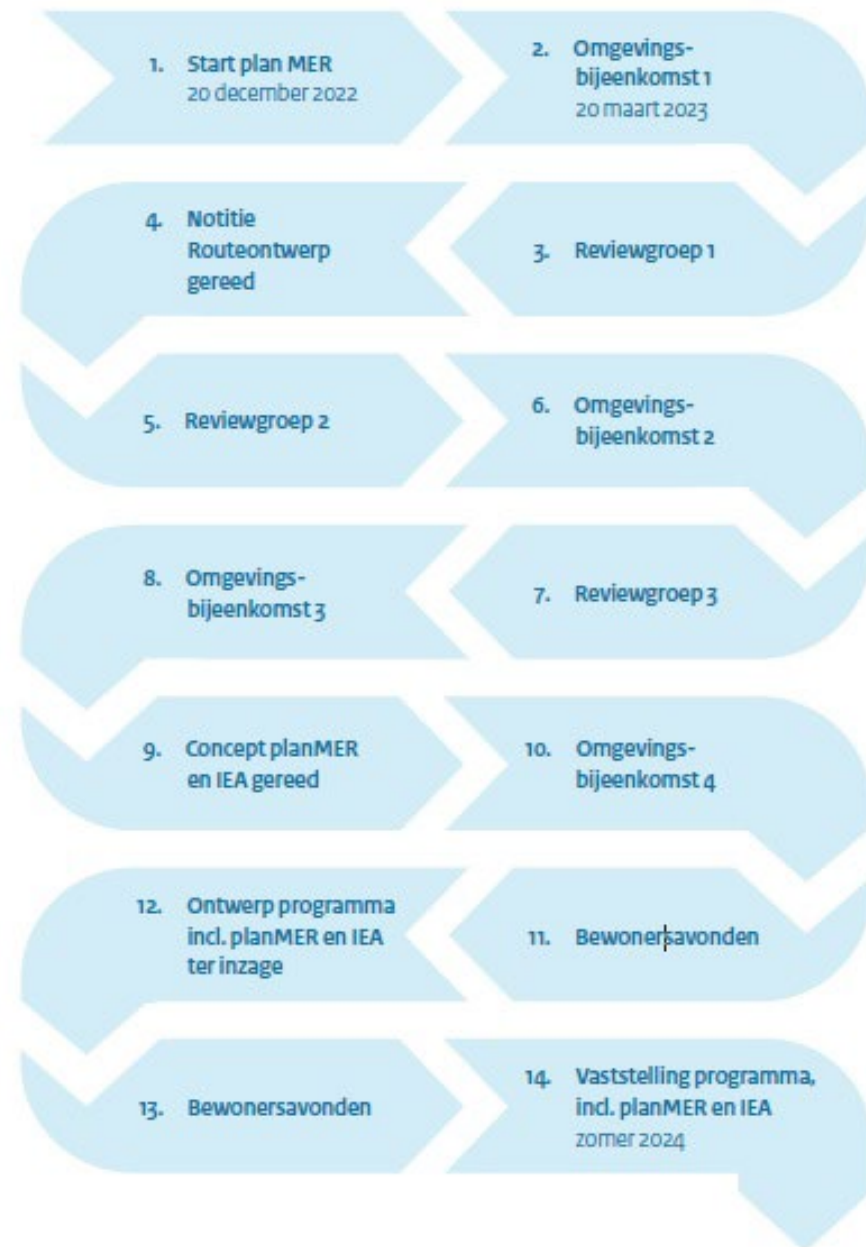 1. Start plan MER
20 december 2022
2. Omgevings-
bijeenkomst 1
20 maart 2023
3. Reviewgroep 1
4. Notitie
Routeontwerp
gereed
5. Reviewgroep 2
6. Omgevings-
bijeenkomst 2
7. Reviewgroep 3
8. Omgevings-
bijeenkomst 3
9. Concept planMER
en IEA gereed
10. Omgevings-
bijeenkomst 4
11. Bewonersavonden
12. Ontwerp programma
incl. planMER en IEA
ter inzage
13. Bewonersavonden
14. Vaststelling programma,
incl. planMER en IEA
zomer 2024